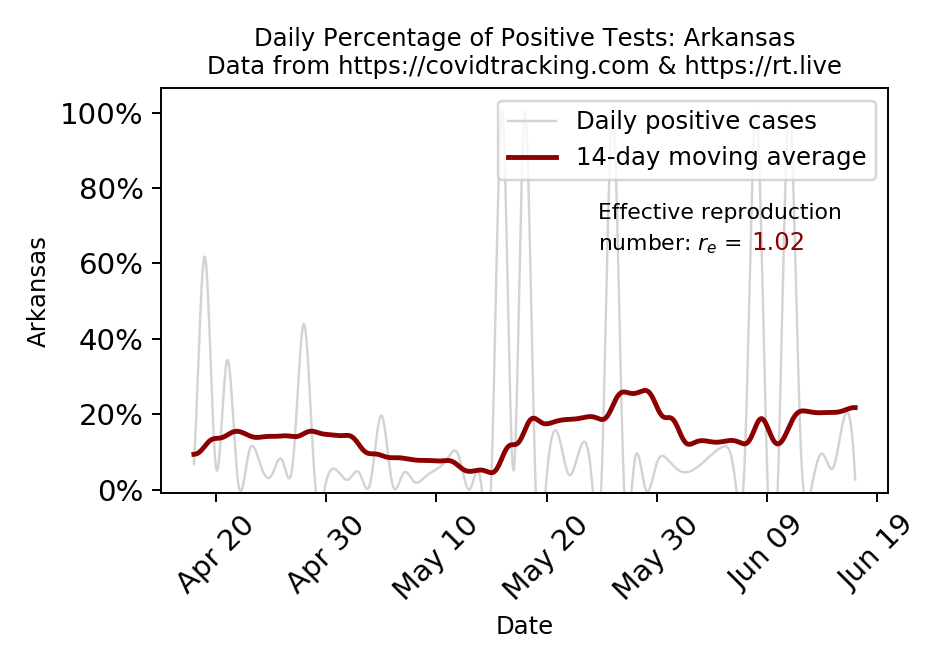 Daily Percentage of Positive Tests: Arkansas
Data from https://covidtracking.com & https://rt.live
100%
80%
60%
40%
20%
0%
Arkansas
Daily positive cases
14-day moving average
Effective reproduction
number: rₑ = 1.02
Apr 20
Apr 30
May 10
May 20
May 30
Jun 09
Jun 19
Date